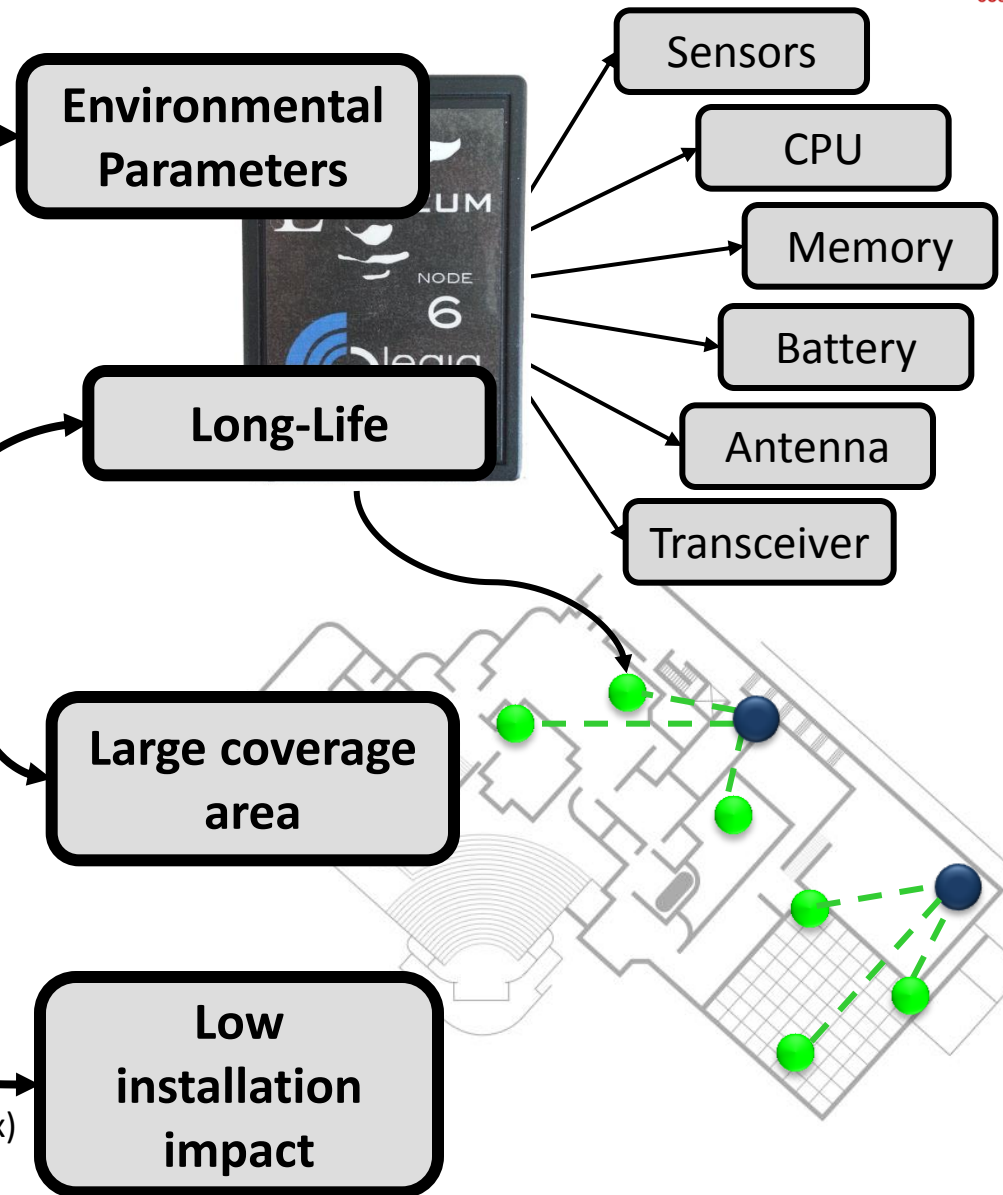 Environmental
Parameters
Sensors
CPU
Memory
Battery
Antenna
Transceiver
NODE
6
Long-Life
Large coverage
area
Low
installation
impact